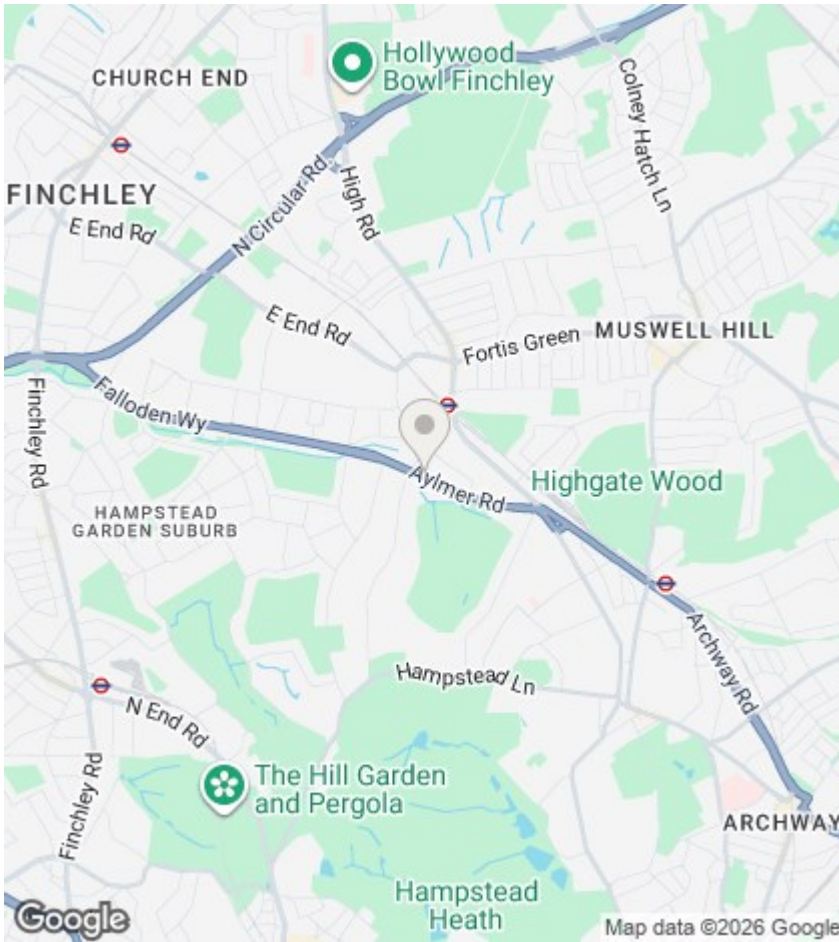 Hollywood
Bowl Finchley
CHURCH END
Colney Hatch Ln
FINCHLEY
N Circular Rd
High Rd
E End Rd
E End Rd
Fortis Green
MUSWELL HILL
Finchley Rd
Falloden Wy
Aylmer Rd
Highgate Wood
HAMPSTEAD
GARDEN SUBURB
Archway Rd
Hampstead Ln
N End Rd
The Hill Garden
and Pergola
Finchley Rd
ARCHWAY
Hampstead
Heath
Google
Map data ©2026 Google